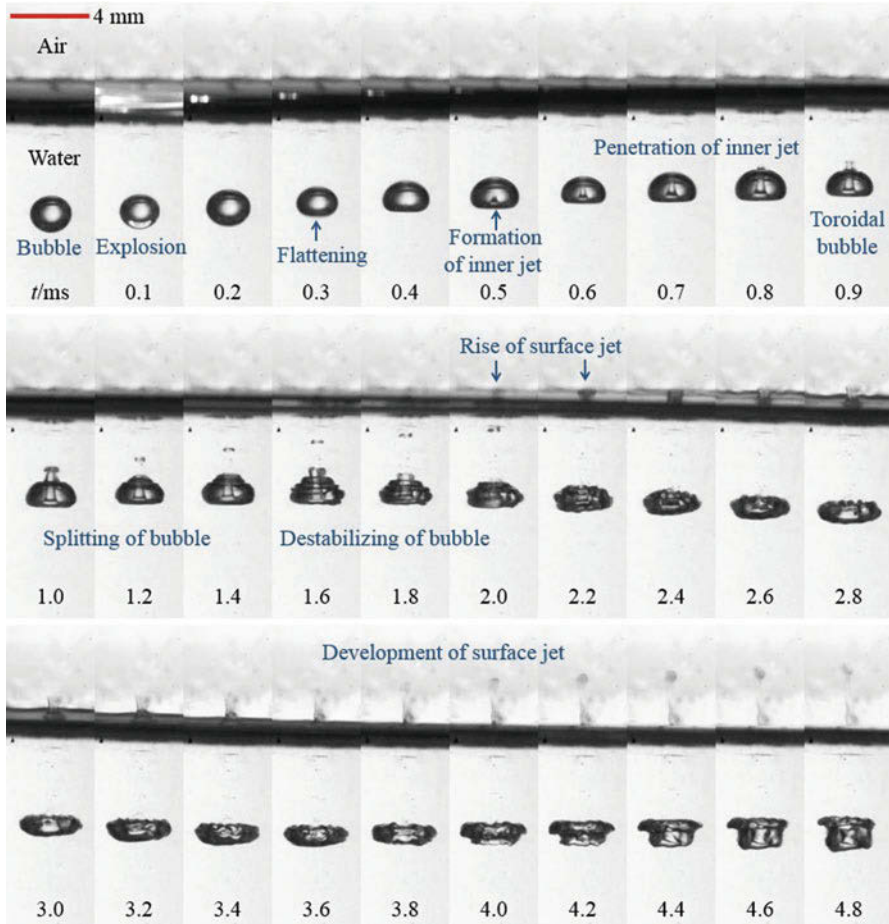 4 mm
Air
Water
Penetration of inner jet
Bubble
Explosion
Flattening
Formation
of inner jet
Toroidal
bubble
t/ms
0.1
0.2
0.3
0.4
0.5
0.6
0.7
0.8
0.9
Rise of surface jet
Splitting of bubble
Destabilizing of bubble
1.0
1.2
1.4
1.6
1.8
2.0
2.2
2.4
2.6
2.8
Development of surface jet
3.0
3.2
3.4
3.6
3.8
4.0
4.2
4.4
4.6
4.8